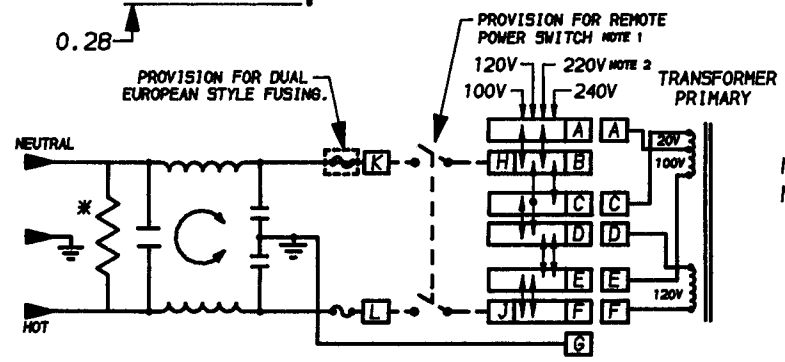 0.28
PROVISION FOR REMOTE
POWER SWITCH NOTE 1
120V 220V NOTE 2
100V 240V
TRANSFORMER
PRIMARY
PROVISION FOR DUAL
EUROPEAN STYLE FUSING.
NEUTRAL
K
H
A A
B
C C
D D
E E
J F F
G
L
20V
100V
120V
*
HOT